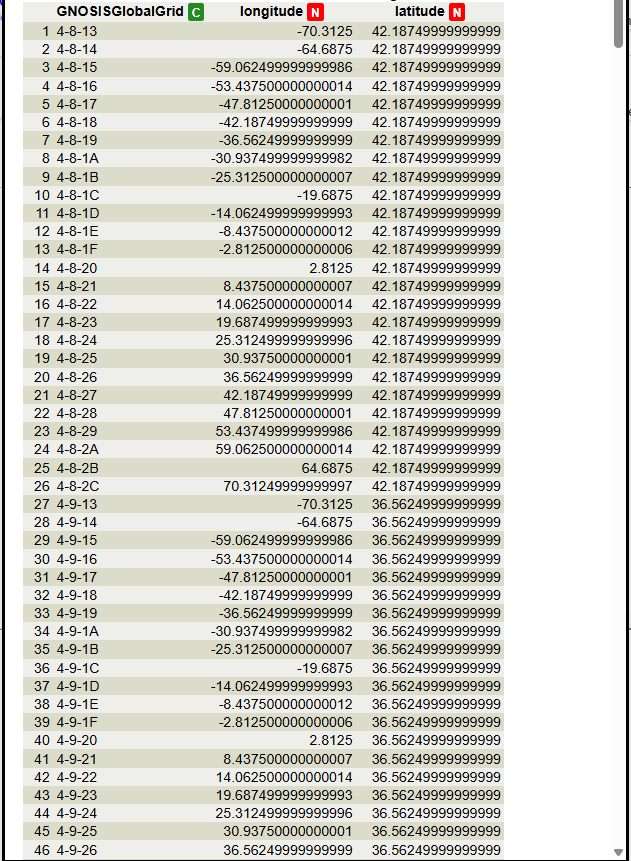 GNOSISGlobalGrid C longitude N latitude N
1 4-8-13 -70.3125 42.18749999999999
2 4-8-14 -64.6875 42.18749999999999
3 4-8-15 -59.062499999999986 42.18749999999999
4 4-8-16 -53.437500000000014 42.18749999999999
5 4-8-17 -47.81250000000001 42.18749999999999
6 4-8-18 -42.18749999999999 42.18749999999999
7 4-8-19 -36.56249999999999 42.18749999999999
8 4-8-1A -30.937499999999982 42.18749999999999
9 4-8-1B -25.312500000000007 42.18749999999999
10 4-8-1C -19.6875 42.18749999999999
11 4-8-1D -14.062499999999993 42.18749999999999
12 4-8-1E -8.437500000000012 42.18749999999999
13 4-8-1F -2.812500000000006 42.18749999999999
14 4-8-20 2.8125 42.18749999999999
15 4-8-21 8.437500000000007 42.18749999999999
16 4-8-22 14.062500000000014 42.18749999999999
17 4-8-23 19.687499999999993 42.18749999999999
18 4-8-24 25.312499999999996 42.18749999999999
19 4-8-25 30.93750000000001 42.18749999999999
20 4-8-26 36.56249999999999 42.18749999999999
21 4-8-27 42.18749999999999 42.18749999999999
22 4-8-28 47.81250000000001 42.18749999999999
23 4-8-29 53.437499999999986 42.18749999999999
24 4-8-2A 59.062500000000014 42.18749999999999
25 4-8-2B 64.6875 42.18749999999999
26 4-8-2C 70.31249999999997 42.18749999999999
27 4-9-13 -70.3125 36.56249999999999
28 4-9-14 -64.6875 36.56249999999999
29 4-9-15 -59.062499999999986 36.56249999999999
30 4-9-16 -53.437500000000014 36.56249999999999
31 4-9-17 -47.81250000000001 36.56249999999999
32 4-9-18 -42.18749999999999 36.56249999999999
33 4-9-19 -36.56249999999999 36.56249999999999
34 4-9-1A -30.937499999999982 36.56249999999999
35 4-9-1B -25.312500000000007 36.56249999999999
36 4-9-1C -19.6875 36.56249999999999
37 4-9-1D -14.062499999999993 36.56249999999999
38 4-9-1E -8.437500000000012 36.56249999999999
39 4-9-1F -2.812500000000006 36.56249999999999
40 4-9-20 2.8125 36.56249999999999
41 4-9-21 8.437500000000007 36.56249999999999
42 4-9-22 14.062500000000014 36.56249999999999
43 4-9-23 19.687499999999993 36.56249999999999
44 4-9-24 25.312499999999996 36.56249999999999
45 4-9-25 30.93750000000001 36.56249999999999
46 4-9-26 36.56249999999999 36.56249999999999